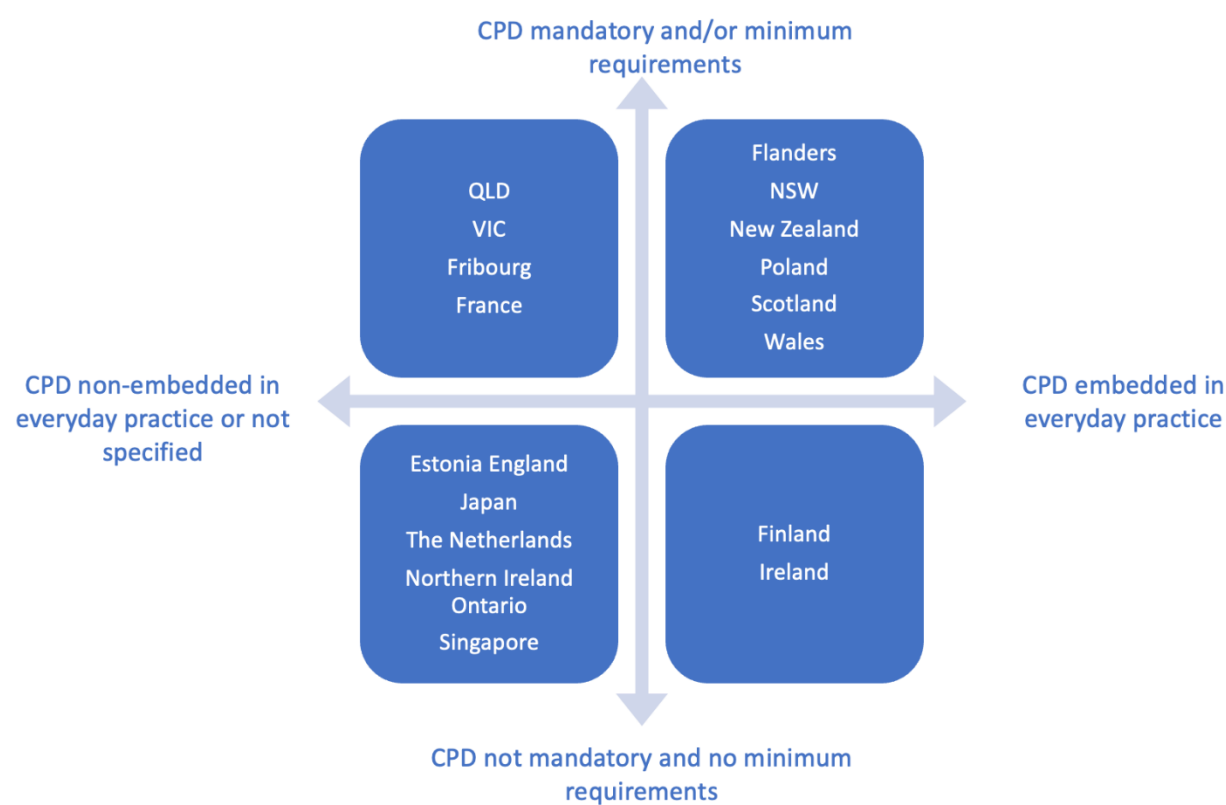 CPD mandatory and/or minimum
requirements
QLD
VIC
Fribourg
France
Flanders
NSW
New Zealand
Poland
Scotland
Wales
CPD non-embedded in
everyday practice or not
specified
CPD embedded in
everyday practice
Estonia England
Japan
The Netherlands
Northern Ireland
Ontario
Singapore
Finland
Ireland
CPD not mandatory and no minimum
requirements